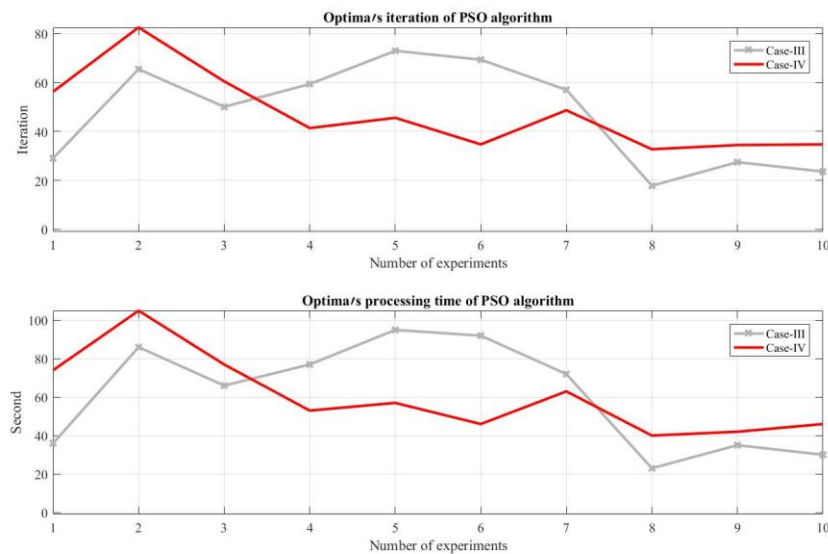 Optima's iteration of PSO algorithm
80
60
40
20
0
Iteration
Case-III
Case-IV
1 2 3 4 5 6 7 8 9 10
Number of experiments
Optima's processing time of PSO algorithm
100
80
60
40
20
0
Second
Case-III
Case-IV
1 2 3 4 5 6 7 8 9 10
Number of experiments